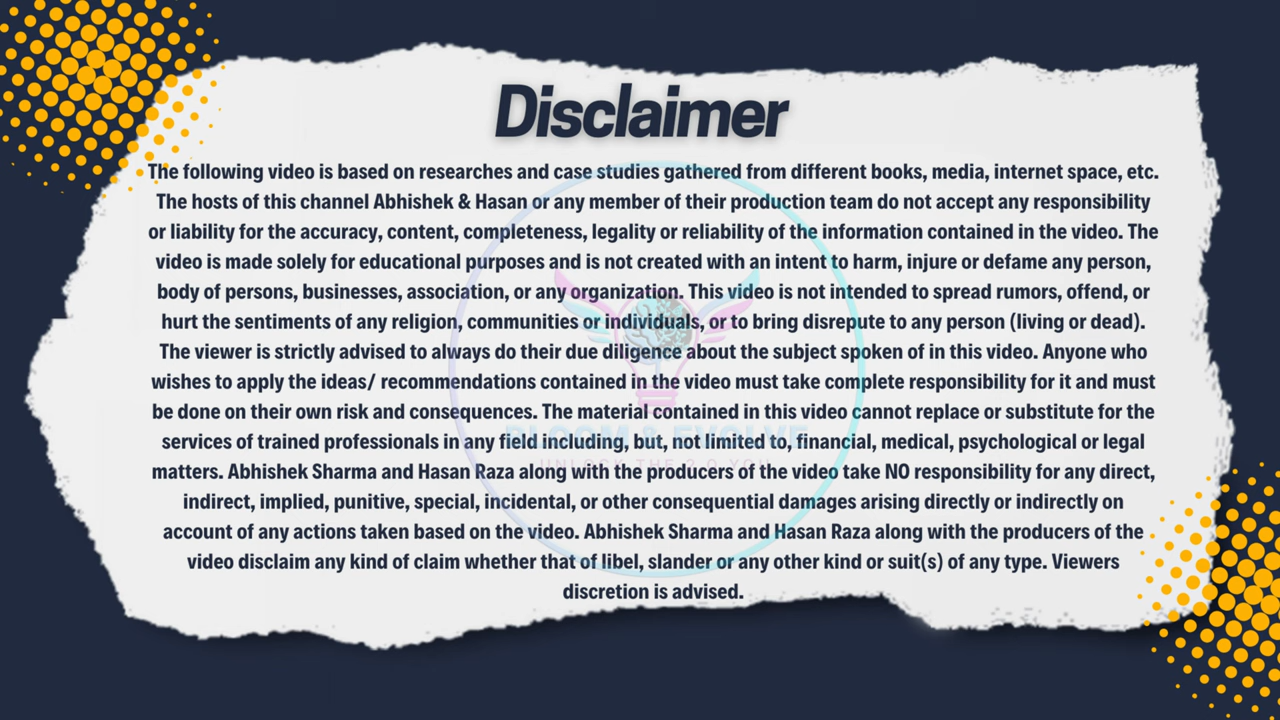 Disclaimer
The following video is based on researches and case studies gathered from different books, media, internet space, etc.
The hosts of this channel Abhishek & Hasan or any member of their production team do not accept any responsibility
or liability for the accuracy, content, completeness, legality or reliability of the information contained in the video. The
video is made solely for educational purposes and is not created with an intent to harm, injure or defame any person,
body of persons, businesses, association, or any organization. This video is not intended to spread rumors, offend, or
hurt the sentiments of any religion, communities or individuals, or to bring disrepute to any person (living or dead).
The viewer is strictly advised to always do their due diligence about the subject spoken of in this video. Anyone who
wishes to apply the ideas/ recommendations contained in the video must take complete responsibility for it and must
be done on their own risk and consequences. The material contained in this video cannot replace or substitute for the
services of trained professionals in any field including, but, not limited to, financial, medical, psychological or legal
matters. Abhishek Sharma and Hasan Raza along with the producers of the video take NO responsibility for any direct,
indirect, implied, punitive, special, incidental, or other consequential damages arising directly or indirectly on
account of any actions taken based on the video. Abhishek Sharma and Hasan Raza along with the producers of the
video disclaim any kind of claim whether that of libel, slander or any other kind or suit(s) of any type. Viewers
discretion is advised.
BLOOM & EVOLVE
UNLOCK THE 2.0 YOU